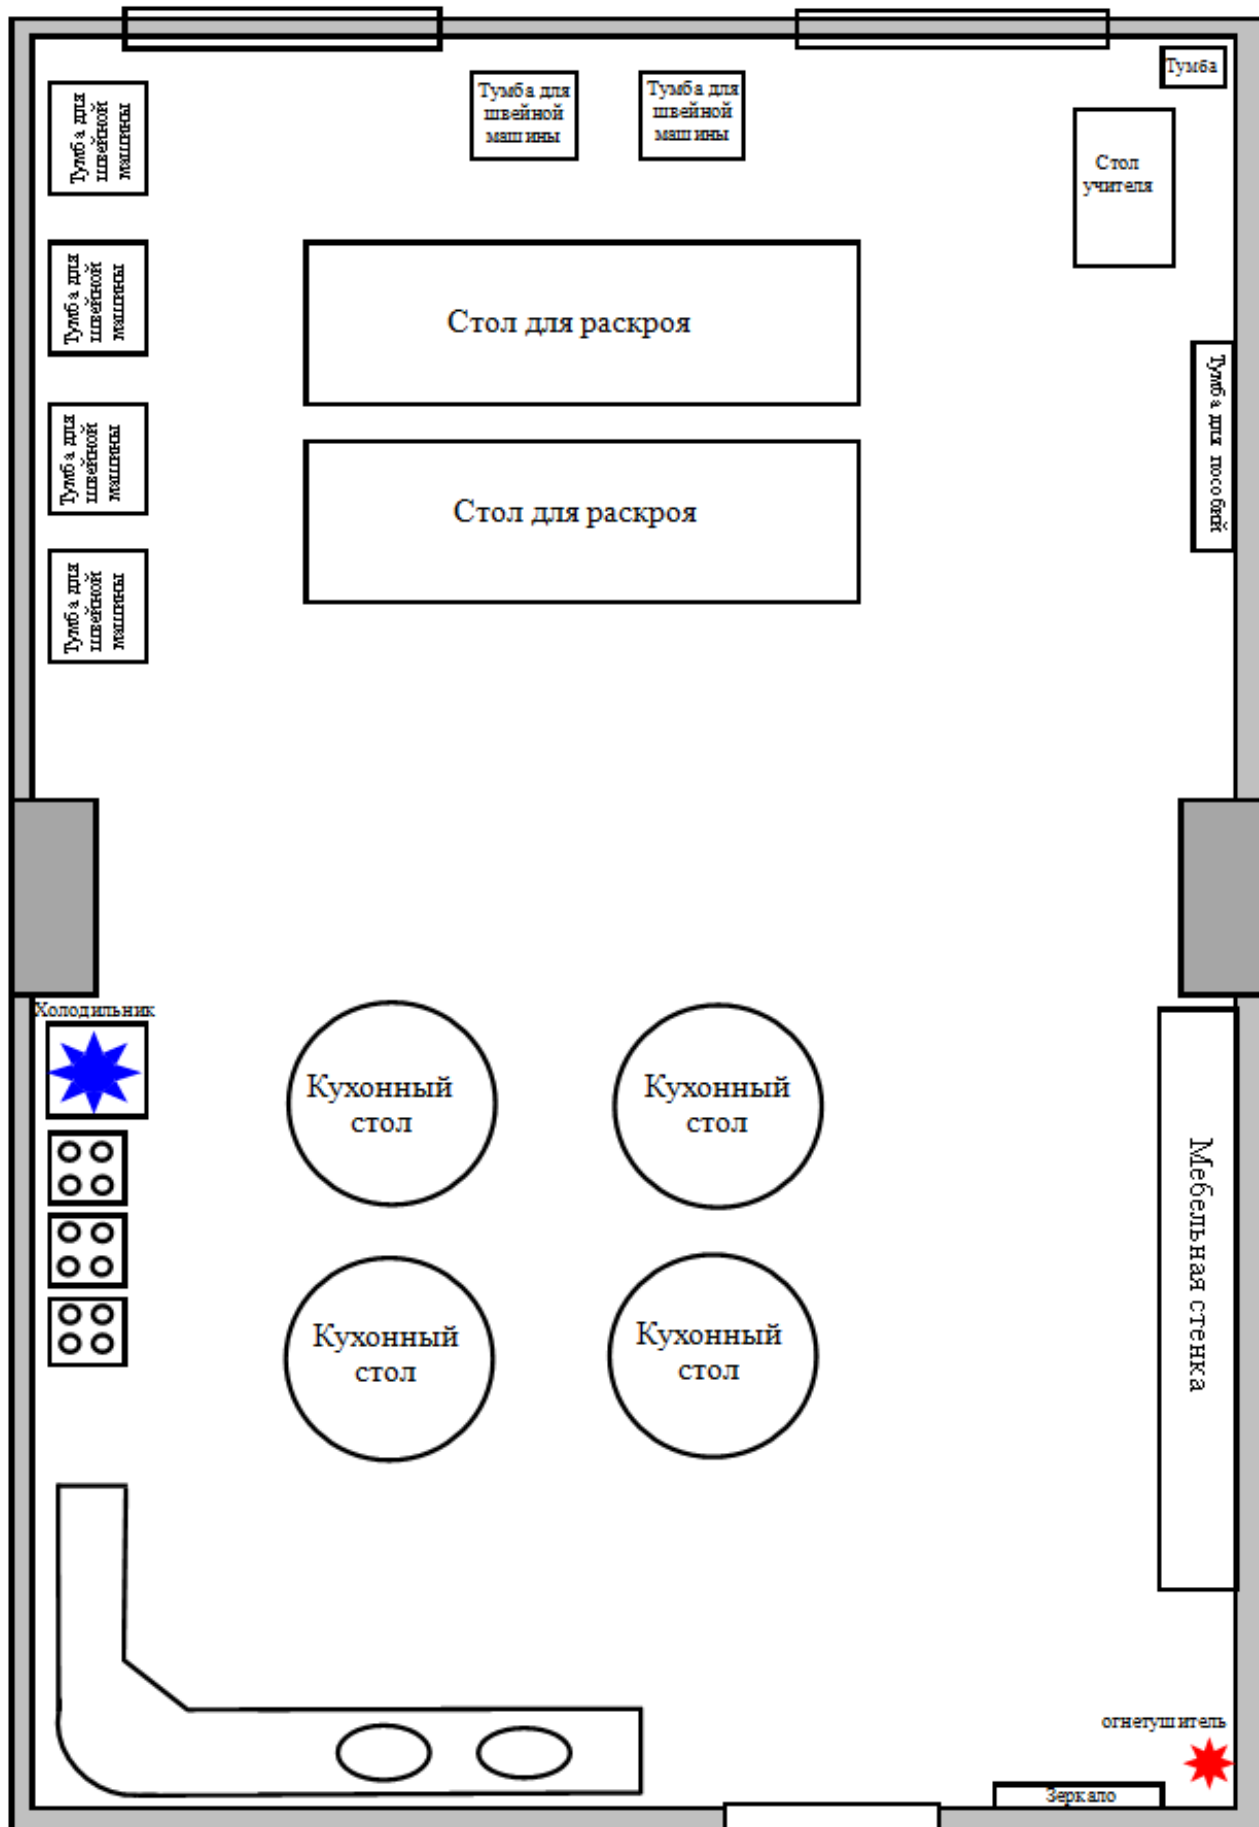 Тумба
Тумба для
швейной
машины
Тумба для
швейной
машины
Тумба для
швейной
машины
Стол
учителя
Тумба для
швейной
машины
Стол для раскроя
Тумба для пособий
Тумба для
швейной
машины
Стол для раскроя
Тумба для
швейной
машины
Холодильник
Кухонный
стол
Кухонный
стол
Мебельная стенка
Кухонный
стол
Кухонный
стол
огнетушитель
Зеркало